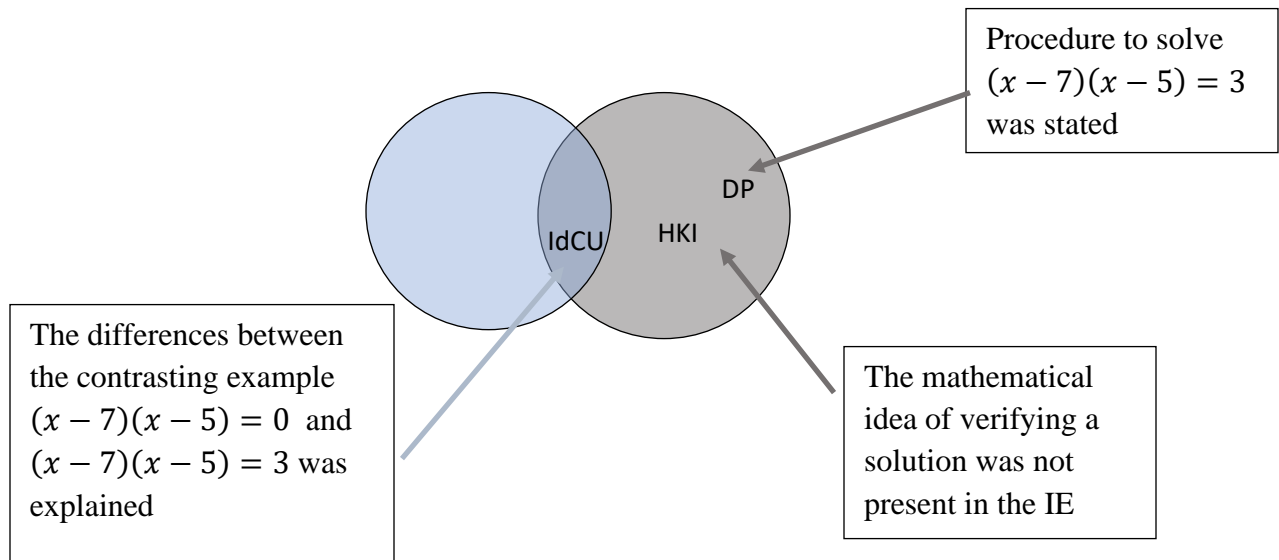 Procedure to solve
(𝑥 − 7)(𝑥 − 5) = 3
was stated
DP
IdCU
HKI
The differences between
the contrasting example
(𝑥 − 7)(𝑥 − 5) = 0 and
(𝑥 − 7)(𝑥 − 5) = 3 was
explained
The mathematical
idea of verifying a
solution was not
present in the IE